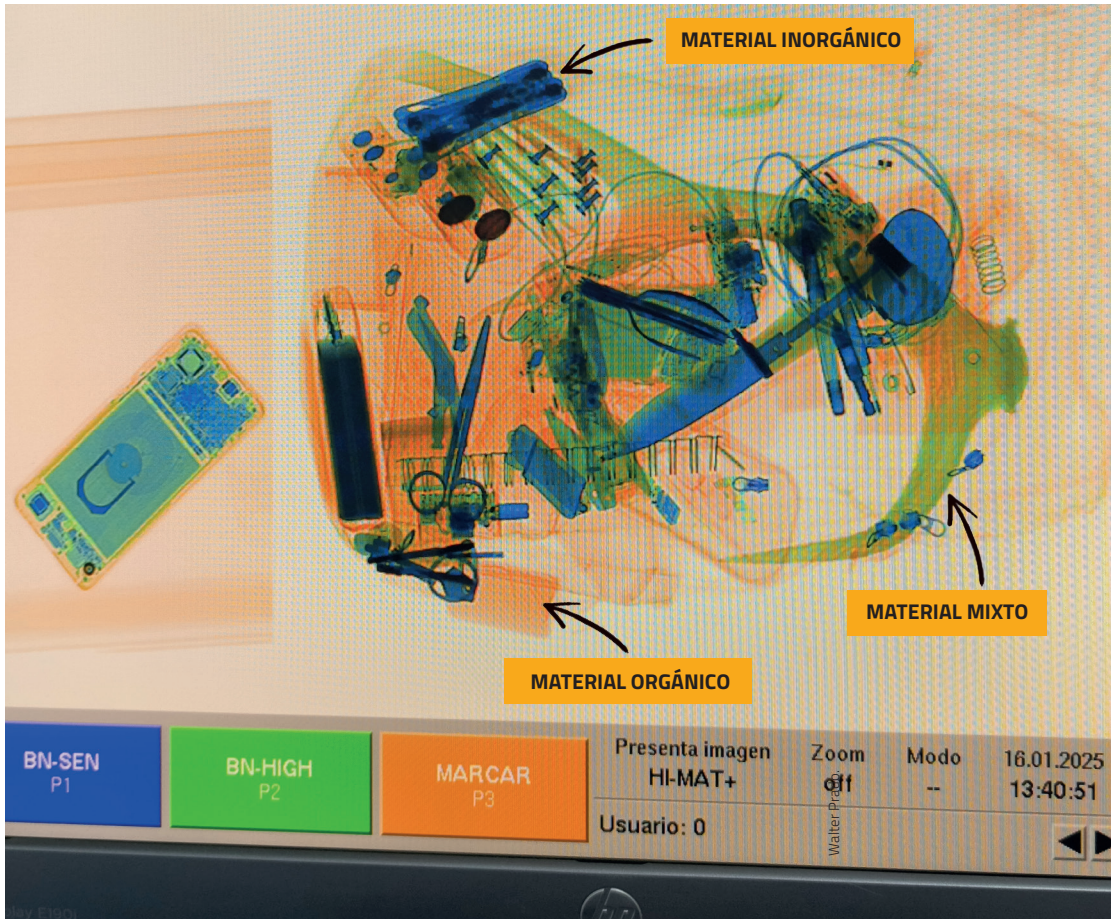 MATERIAL INORGÁNICO
MATERIAL MIXTO
MATERIAL ORGÁNICO
BN-SEN
P1
BN-HIGH
P2
MARCAR
P3
Presenta imagen
HI-MAT+
Zoom
off
Modo
--
16.01.2025
13:40:51
Usuario: 0
Walter Prado.
hp